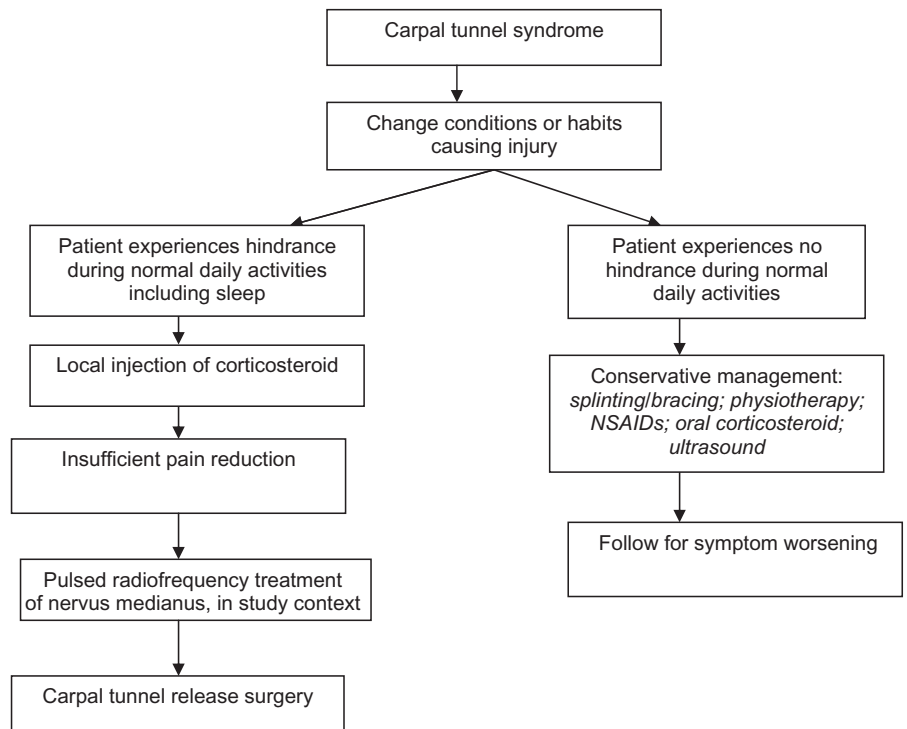 Carpal tunnel syndrome
Change conditions or habits
causing injury
Patient experiences hindrance
during normal daily activities
including sleep
Local injection of corticosteroid
Insufficient pain reduction
Pulsed radiofrequency treatment
of nervus medianus, in study context
Carpal tunnel release surgery
Patient experiences no
hindrance during normal
daily activities
Conservative management:
splinting/bracing; physiotherapy;
NSAIDs; oral corticosteroid;
ultrasound
Follow for symptom worsening